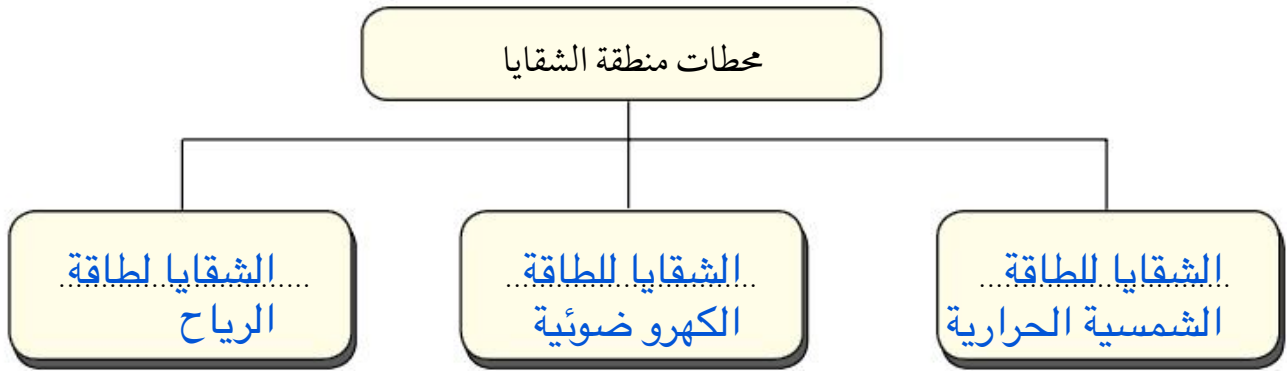 محطات منطقة الشقايا
الشقايا للطاقة
الشمسية الحرارية
الشقايا للطاقة
الكهرو ضوئية
الشقايا لطاقة
الرياح